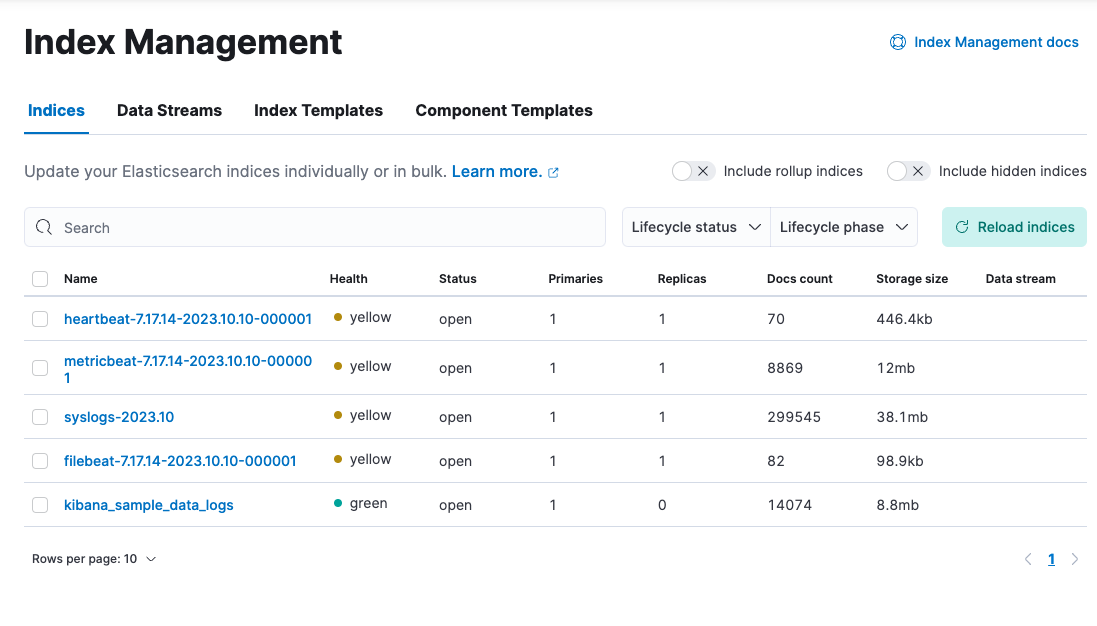 Index Management
Index Management docs
Indices Data Streams Index Templates Component Templates
Update your Elasticsearch indices individually or in bulk. Learn more.
Include rollup indices Include hidden indices
Search Lifecycle status Lifecycle phase Reload indices
Name Health Status Primaries Replicas Docs count Storage size Data stream
heartbeat-7.17.14-2023.10.10-000001 yellow open 1 1 70 446.4kb
metricbeat-7.17.14-2023.10.10-00000 yellow open 1 1 8869 12mb
1
syslogs-2023.10 yellow open 1 1 299545 38.1mb
filebeat-7.17.14-2023.10.10-000001 yellow open 1 1 82 98.9kb
kibana_sample_data_logs green open 1 0 14074 8.8mb
Rows per page: 10 1